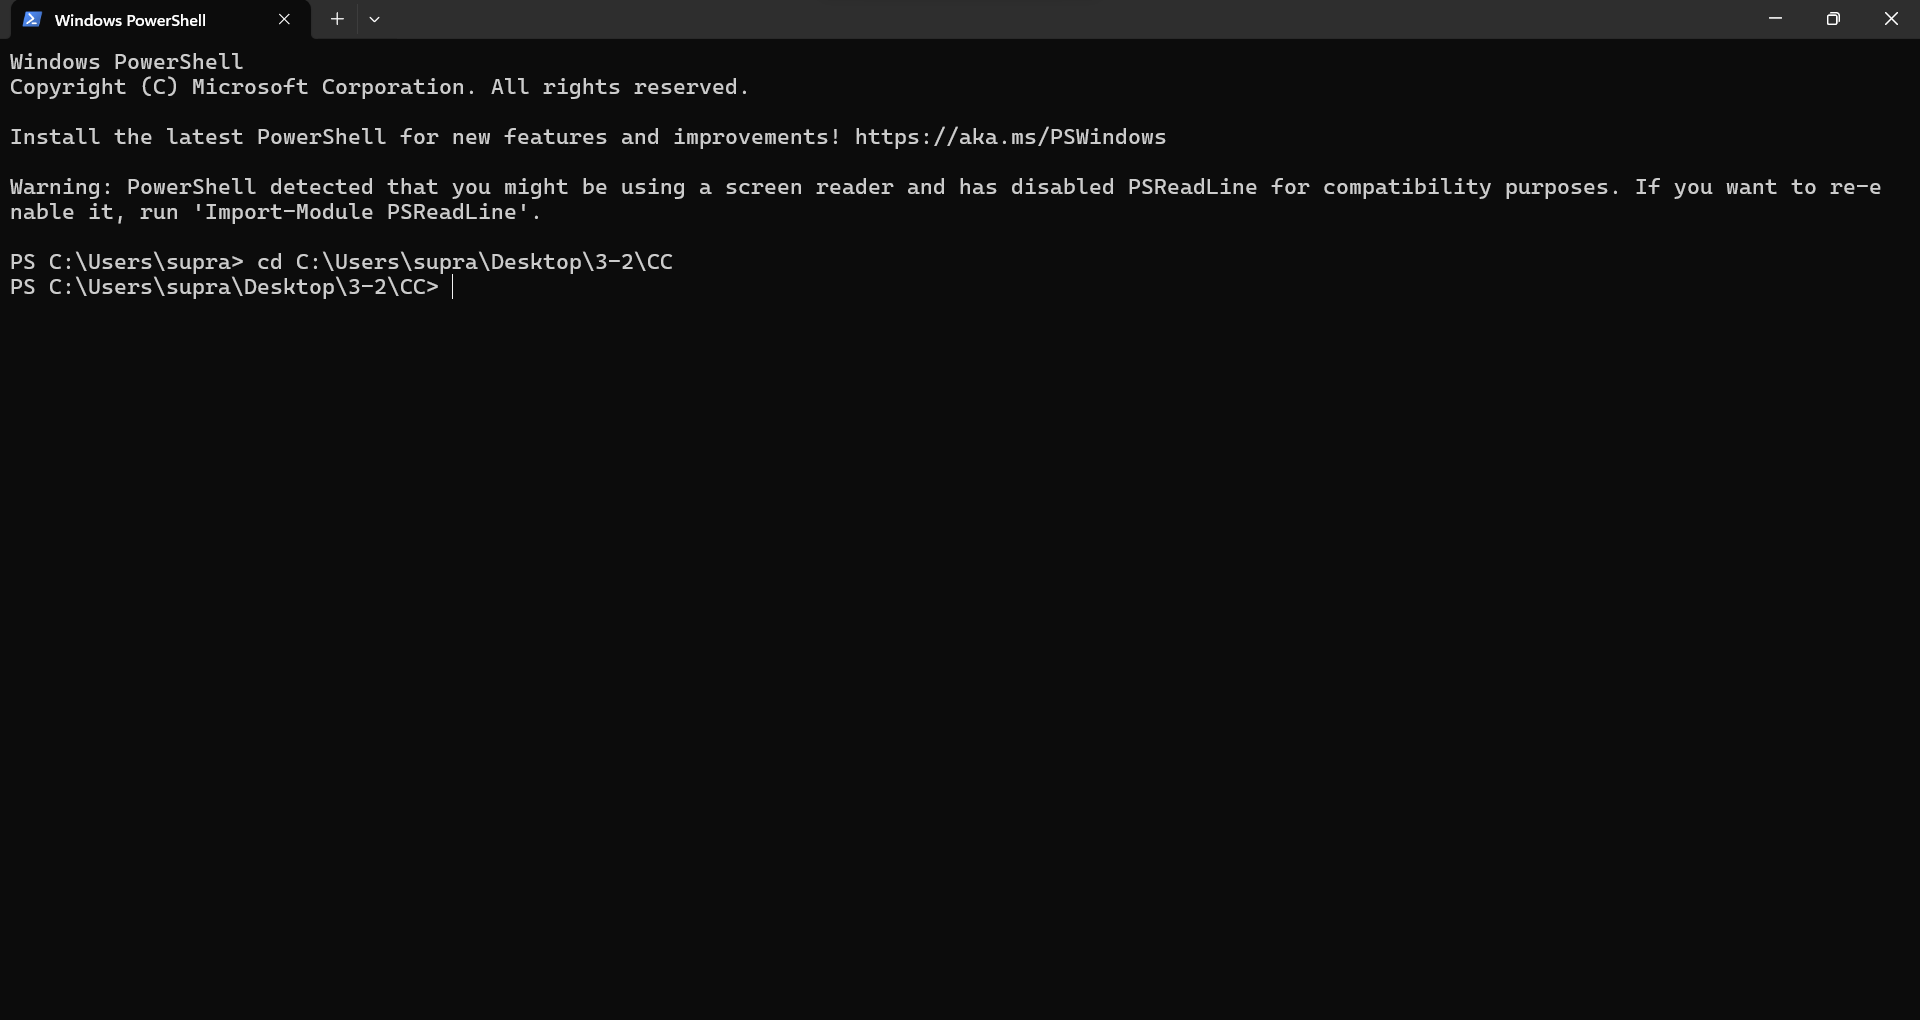 Windows PowerShell
Windows PowerShell
Copyright (C) Microsoft Corporation. All rights reserved.
Install the latest PowerShell for new features and improvements! https://aka.ms/PSWindows
Warning: PowerShell detected that you might be using a screen reader and has disabled PSReadLine for compatibility purposes. If you want to re-e
nable it, run 'Import-Module PSReadLine'.
PS C:\Users\supra> cd C:\Users\supra\Desktop\3-2\CC
PS C:\Users\supra\Desktop\3-2\CC>